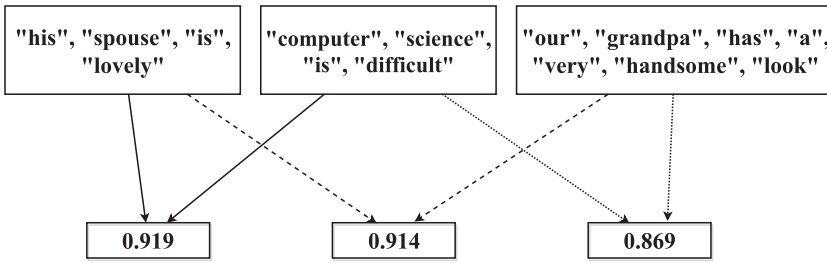 "his", "spouse", "is",
"lovely"
"computer", "science",
"is", "difficult"
"our", "grandpa", "has", "a",
"very", "handsome", "look"
0.919
0.914
0.869